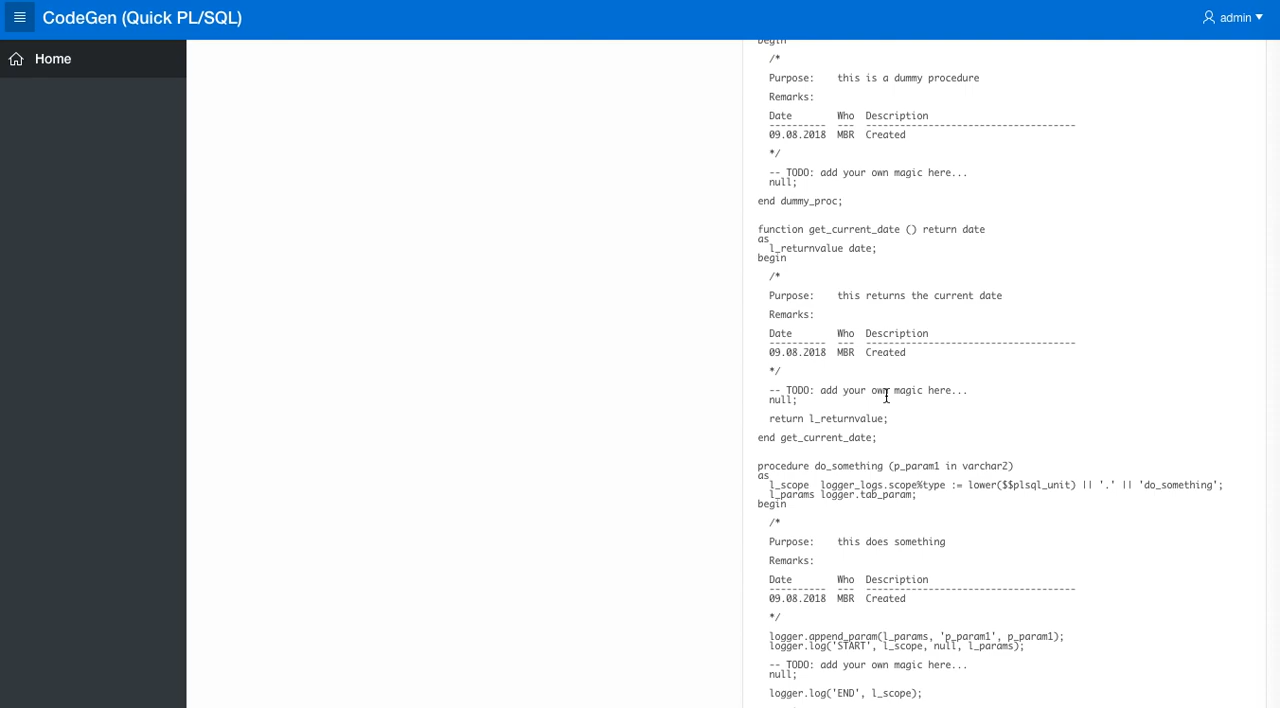 CodeGen (Quick PL/SQL)
admin
Home
begin
/*
Purpose:    this is a dummy procedure
Remarks:
Date        Who  Description
----------  ---  -------------------------------------
09.08.2018  MBR  Created
*/
-- TODO: add your own magic here...
null;
end dummy_proc;
function get_current_date () return date
as
l_returnvalue date;
begin
/*
Purpose:    this returns the current date
Remarks:
Date        Who  Description
----------  ---  -------------------------------------
09.08.2018  MBR  Created
*/
-- TODO: add your own magic here...
null;
return l_returnvalue;
end get_current_date;
procedure do_something (p_param1 in varchar2)
as
l_scope  logger_logs.scope%type := lower($$plsql_unit) || '.' || 'do_something';
l_params logger.tab_param;
begin
/*
Purpose:    this does something
Remarks:
Date        Who  Description
----------  ---  -------------------------------------
09.08.2018  MBR  Created
*/
logger.append_param(l_params, 'p_param1', p_param1);
logger.log('START', l_scope, null, l_params);
-- TODO: add your own magic here...
null;
logger.log('END', l_scope);